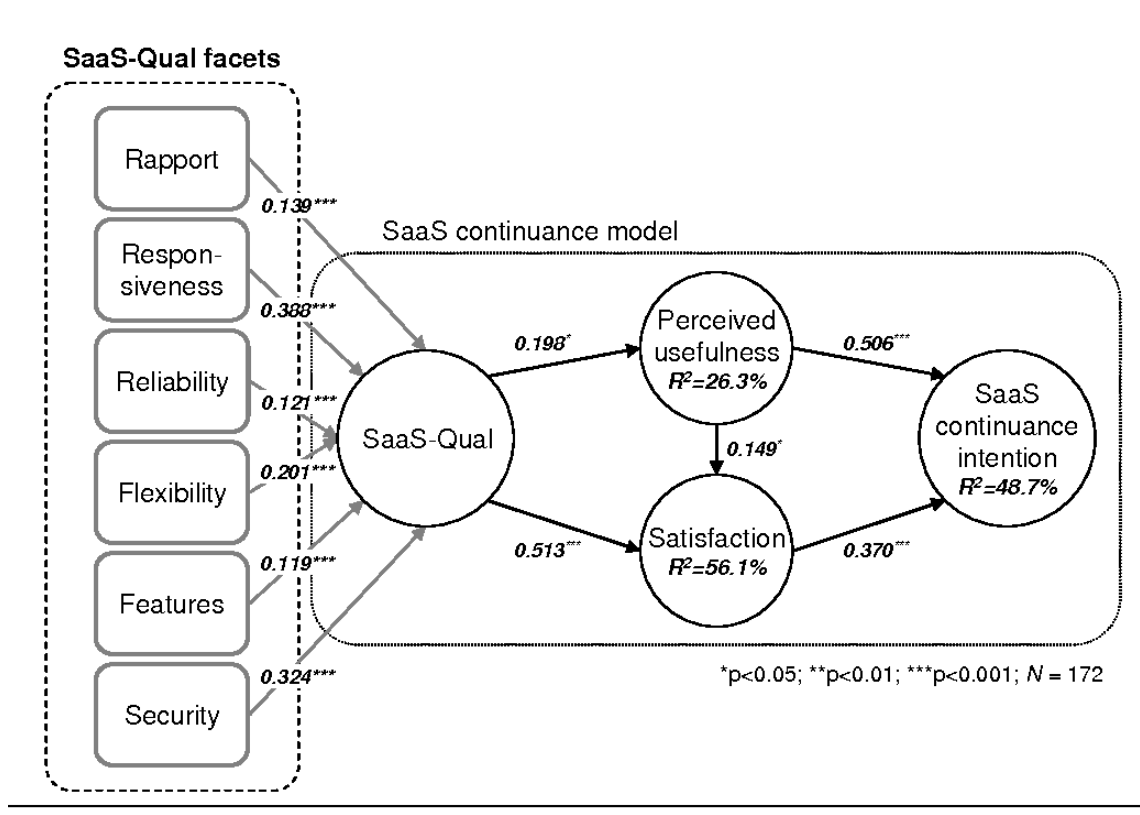 SaaS-Qual facets
Rapport
0.139***
Respon-
siveness
0.388***
Reliability
0.121***
Flexibility
0.201***
Features
0.119***
Security
0.324***
SaaS continuance model
SaaS-Qual
0.198*
Perceived
usefulness
R²=26.3%
0.506***
0.149*
SaaS
continuance
intention
R²=48.7%
0.513***
Satisfaction
R²=56.1%
0.370***
*p<0.05; **p<0.01; ***p<0.001; N = 172